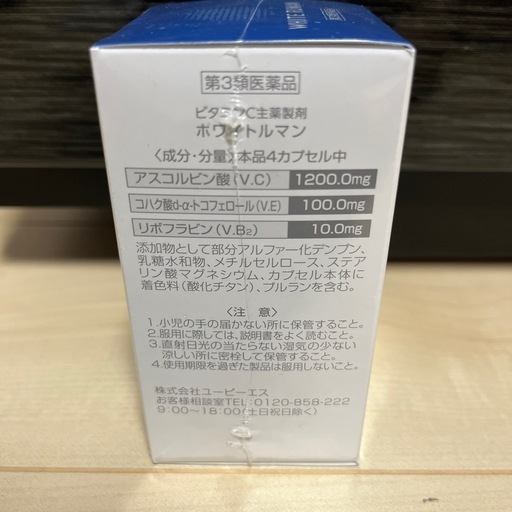 WHITE RUMAN
第3類医薬品
ビタミンC主薬製剤
ホワイトルマン
〈成分・分量〉本品4カプセル中
アスコルビン酸(V.C) 1200.0mg
コハク酸d-α-トコフェロール(V.E) 100.0mg
リボフラビン(V.B2) 10.0mg
添加物として部分アルファー化デンプン、
乳糖水和物、メチルセルロース、ステア
リン酸マグネシウム、カプセル本体に
着色料(酸化チタン)、プルランを含む。
〈注 意〉
1.小児の手の届かない所に保管すること。
2.服用に際しては、説明書をよく読むこと。
3.直射日光の当たらない湿気の少ない
涼しい所に密栓して保管すること。
4.使用期限を過ぎた製品は服用しないこと。
株式会社ユーピーエス
お客様相談室TEL:0120-858-222
9:00～18:00(土日祝日除く)